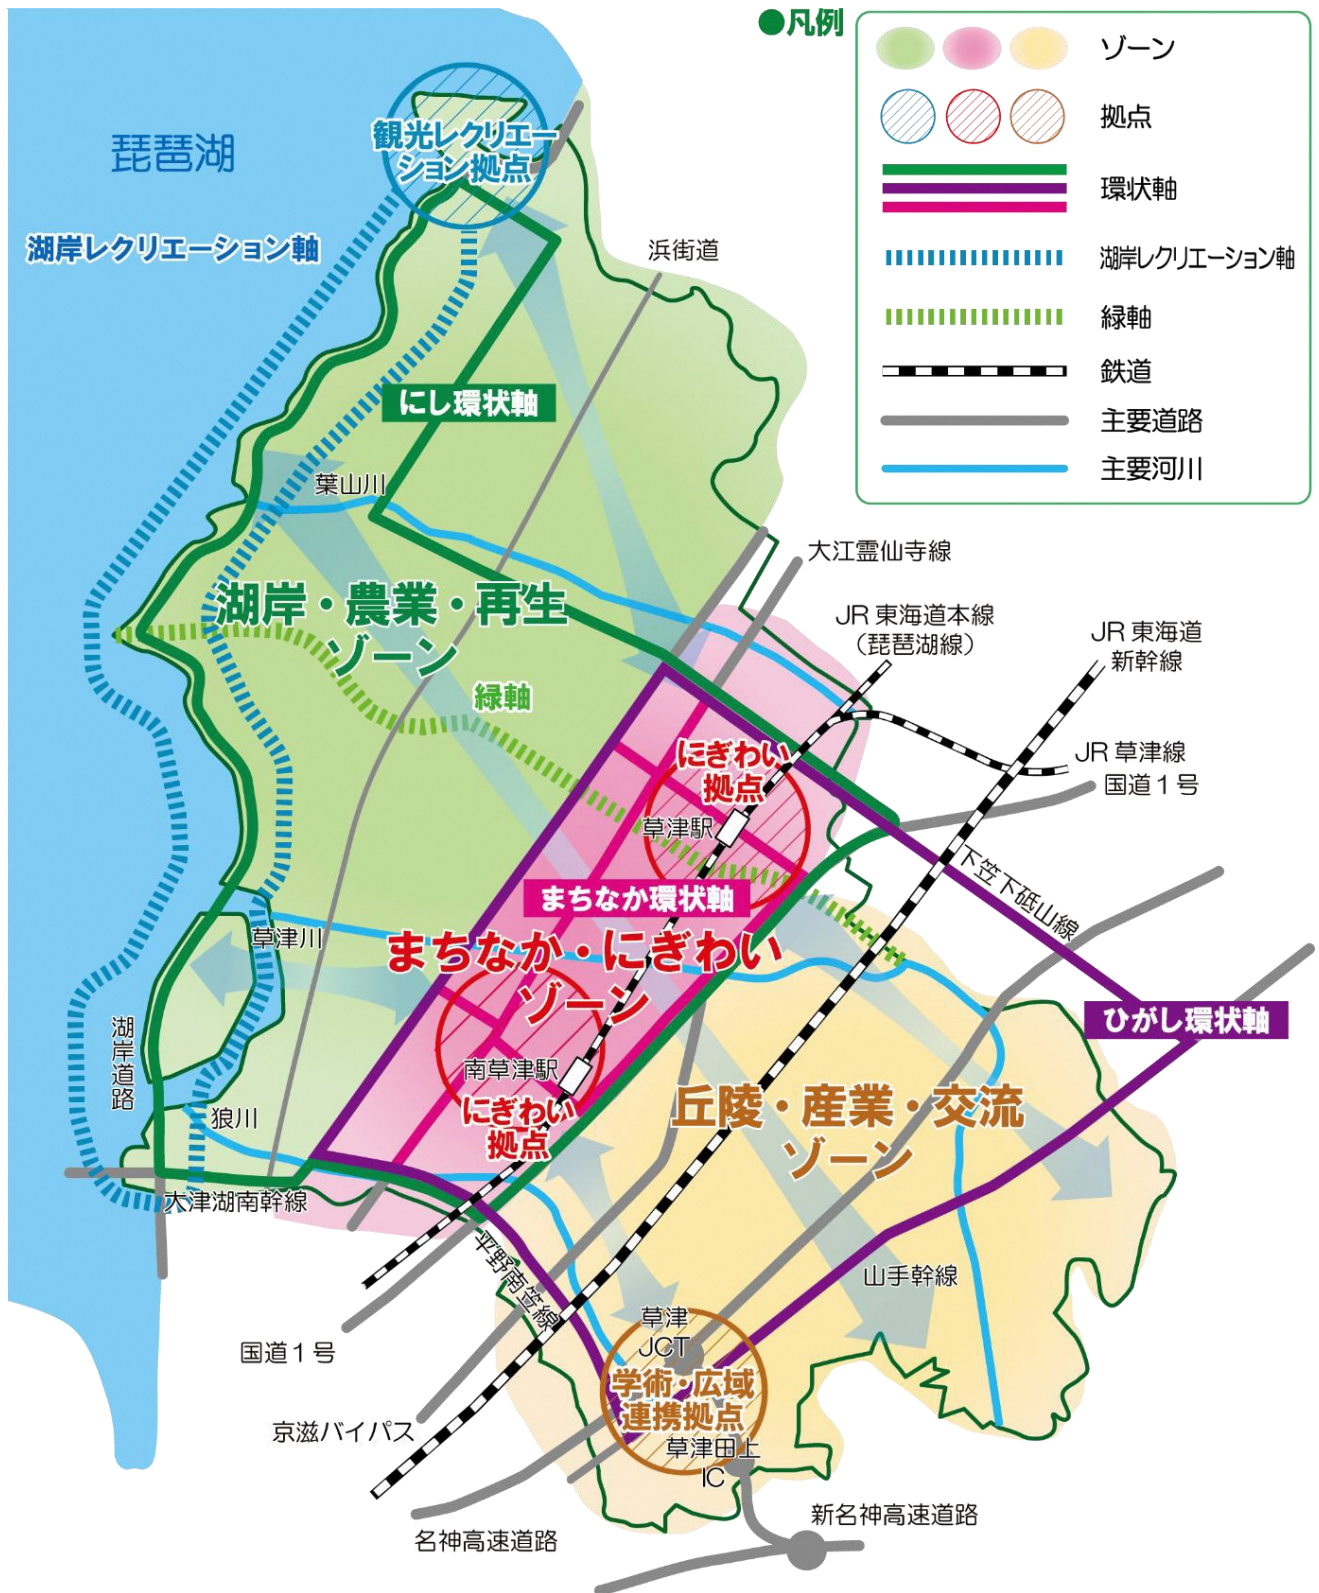 ●凡例
ゾーン
拠点
環状軸
湖岸レクリエーション軸
緑軸
鉄道
主要道路
主要河川
琵琶湖
観光レクリエー
ション拠点
湖岸レクリエーション軸
浜街道
にし環状軸
葉山川
大江霊仙寺線
湖岸・農業・再生
ゾーン
JR 東海道本線
（琵琶湖線）
JR 東海道
新幹線
緑軸
にぎわい
拠点
JR 草津線
国道１号
草津駅
下笠下砥山線
まちなか環状軸
草津川
まちなか・にぎわい
ゾーン
ひがし環状軸
湖岸道路
南草津駅
狼川
にぎわい
拠点
丘陵・産業・交流
ゾーン
大津湖南幹線
平野南笠線
山手幹線
草津
JCT
国道１号
学術・広域
連携拠点
京滋バイパス
草津田上
IC
名神高速道路
新名神高速道路